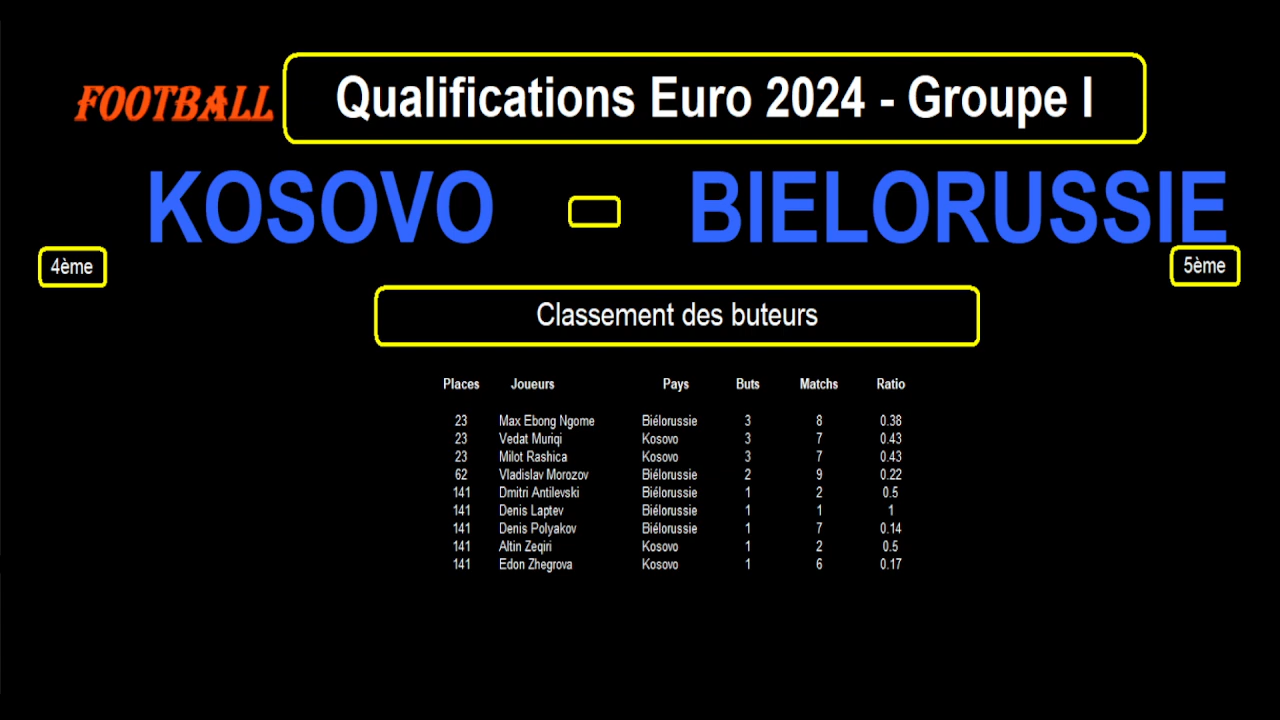 FOOTBALL Qualifications Euro 2024 - Groupe I
KOSOVO BIELORUSSIE
4ème 5ème
Classement des buteurs
Places Joueurs Pays Buts Matchs Ratio
23 Max Ebong Ngome Biélorussie 3 8 0.38
23 Vedat Muriqi Kosovo 3 7 0.43
23 Milot Rashica Kosovo 3 7 0.43
62 Vladislav Morozov Biélorussie 2 9 0.22
141 Dmitri Antilevski Biélorussie 1 2 0.5
141 Denis Laptev Biélorussie 1 1 1
141 Denis Polyakov Biélorussie 1 7 0.14
141 Altin Zeqiri Kosovo 1 2 0.5
141 Edon Zhegrova Kosovo 1 6 0.17